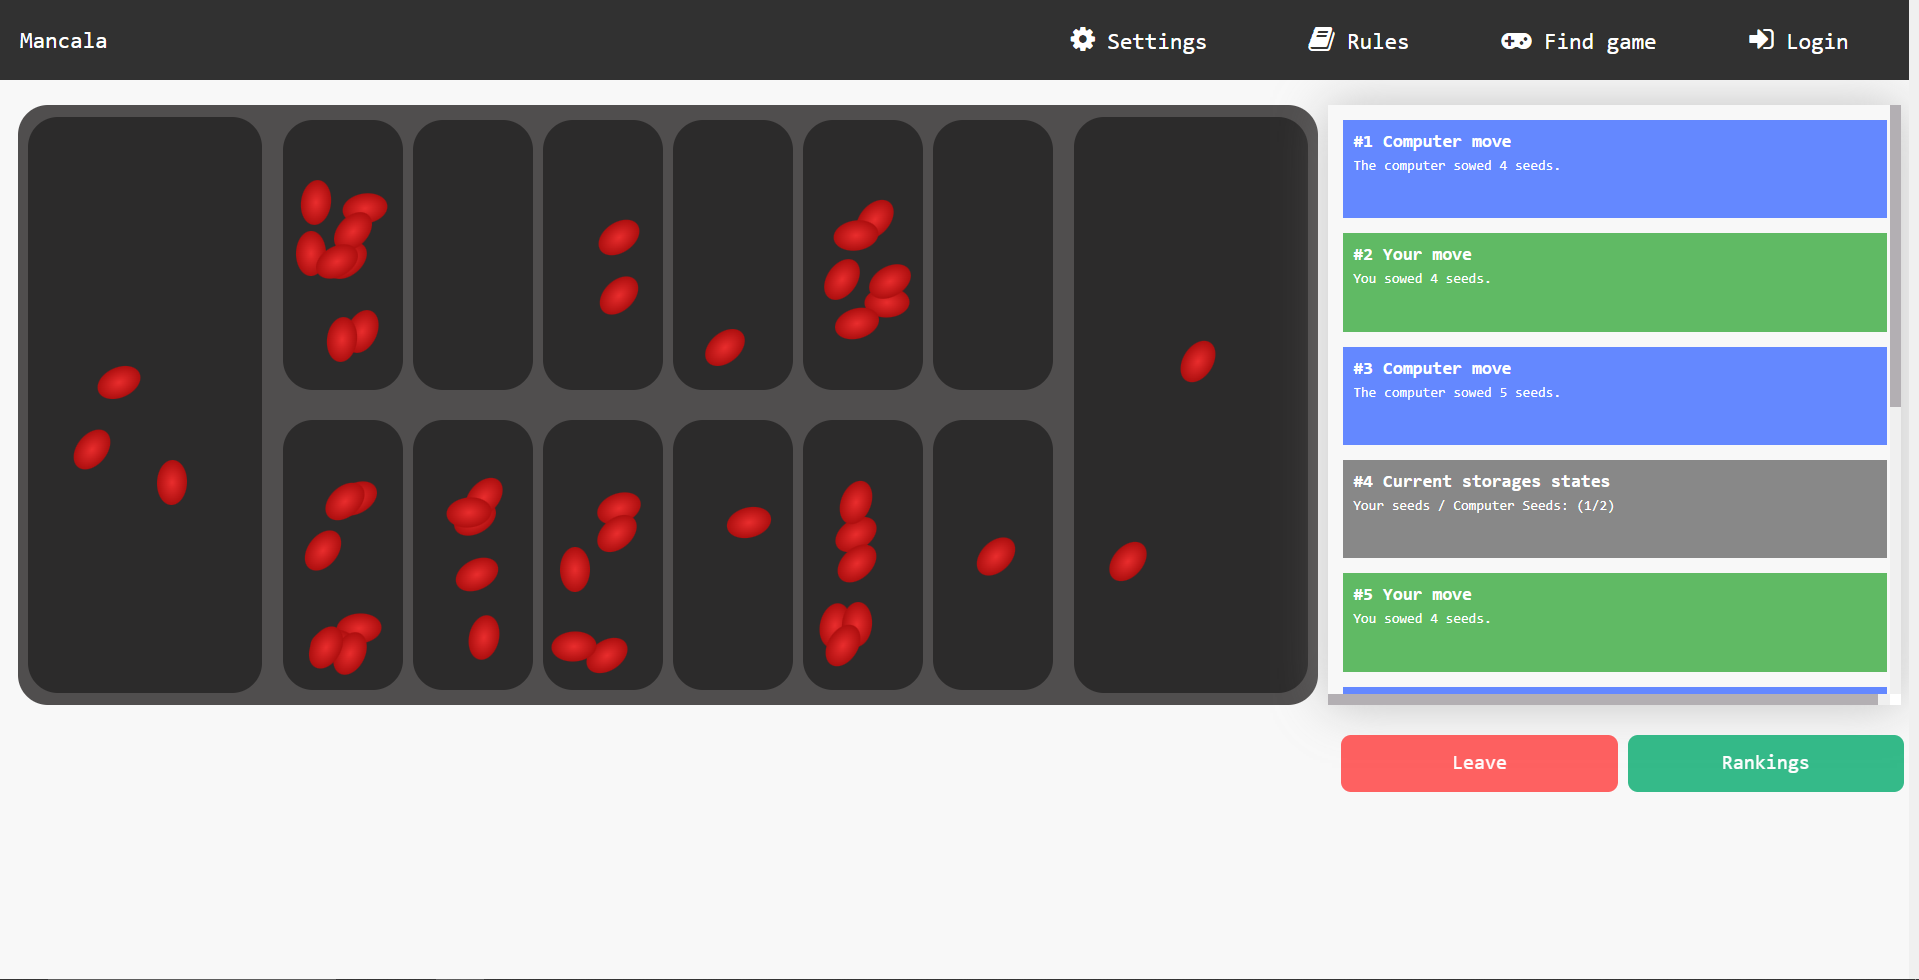 Mancala
Settings
Rules
Find game
Login
#1 Computer move
The computer sowed 4 seeds.
#2 Your move
You sowed 4 seeds.
#3 Computer move
The computer sowed 5 seeds.
#4 Current storages states
Your seeds / Computer Seeds: (1/2)
#5 Your move
You sowed 4 seeds.
Leave
Rankings